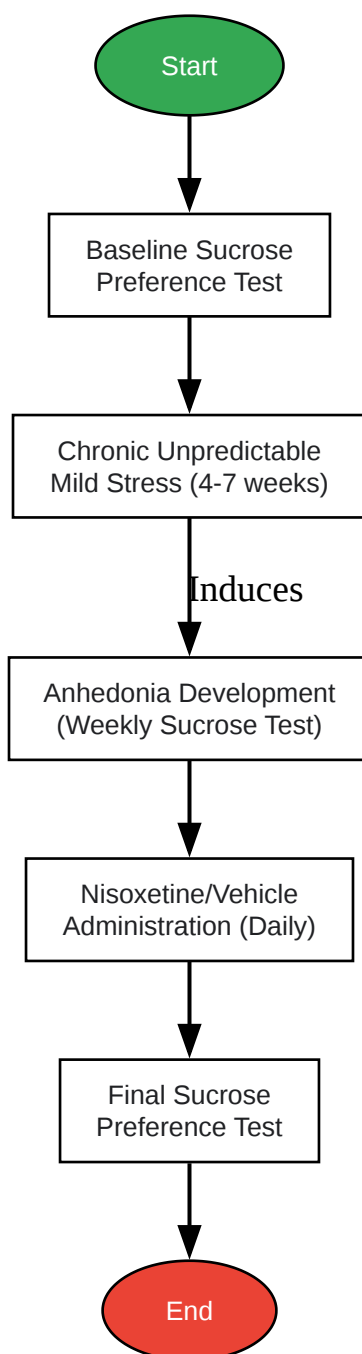 Start
Baseline Sucrose
Preference Test
Chronic Unpredictable
Mild Stress (4-7 weeks)
Induces
Anhedonia Development
(Weekly Sucrose Test)
Nisoxetine/Vehicle
Administration (Daily)
Final Sucrose
Preference Test
End